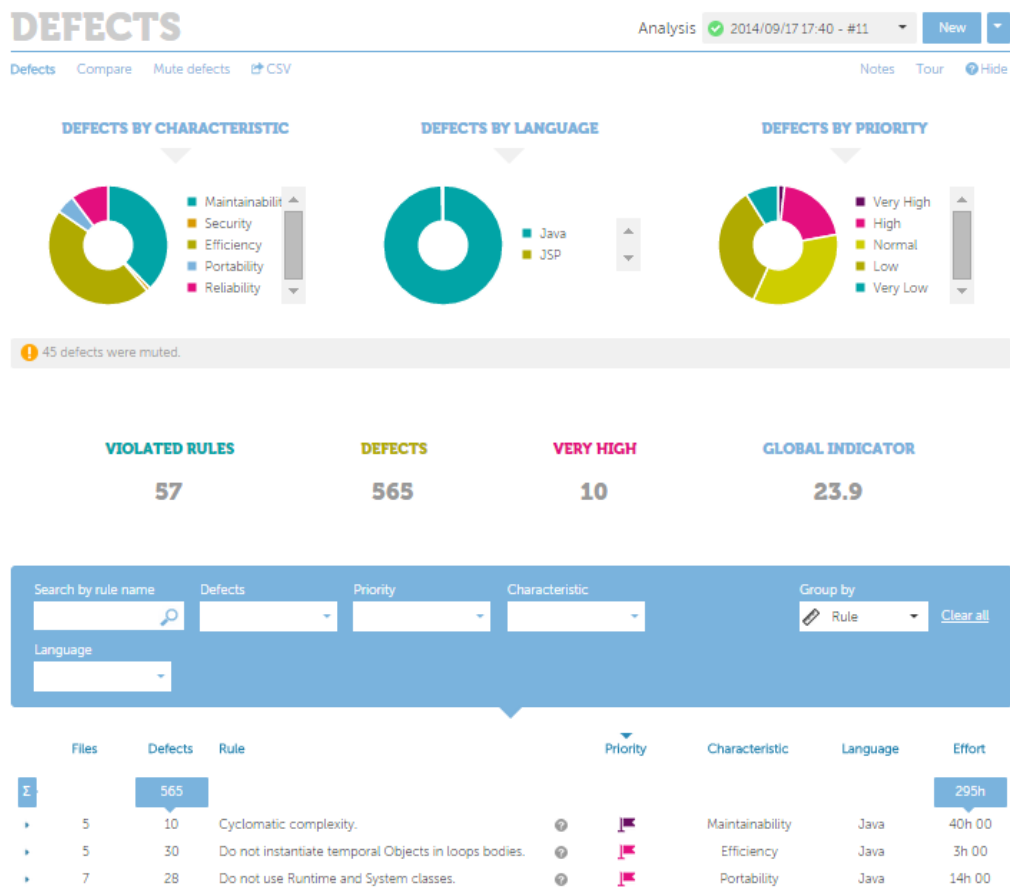 DEFECTS
Analysis 2014/09/17 17:40 - #11 New
Defects Compare Mute defects CSV Notes Tour Hide
DEFECTS BY CHARACTERISTIC DEFECTS BY LANGUAGE DEFECTS BY PRIORITY
Maintainabilit
Security
Efficiency
Portability
Reliability
Java
JSP
Very High
High
Normal
Low
Very Low
45 defects were muted.
VIOLATED RULES DEFECTS VERY HIGH GLOBAL INDICATOR
57 565 10 23.9
Search by rule name Defects Priority Characteristic Group by
Rule Clear all
Language
Files Defects Rule Priority Characteristic Language Effort
Σ 565 295h
5 10 Cyclomatic complexity. Maintainability Java 40h 00
5 30 Do not instantiate temporal Objects in loops bodies. Efficiency Java 3h 00
7 28 Do not use Runtime and System classes. Portability Java 14h 00